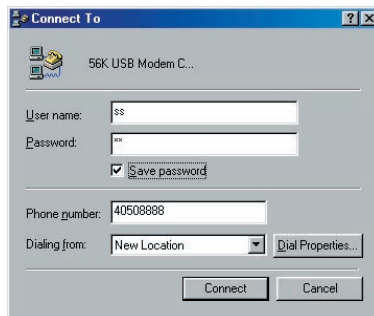 Connect To
56K USB Modem C...
User name: ss
Password: **
Save password
Phone number: 40508888
Dialing from: New Location Dial Properties...
Connect Cancel